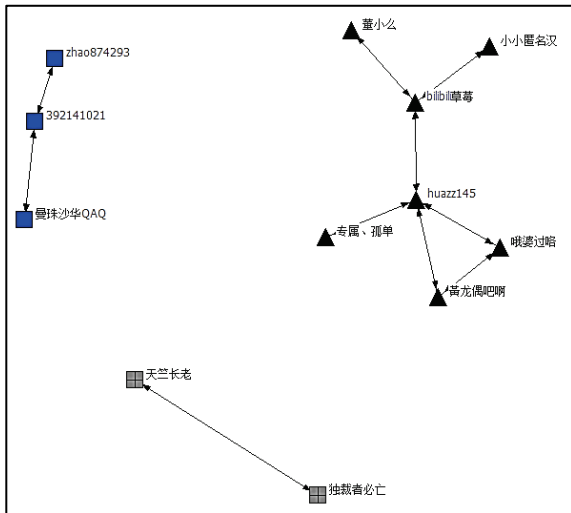 董小么
zhao874293
小小匿名汉
bilibili草莓
392141021
huazz145
曼珠沙华QAQ
专属、孤单
哦婆过咯
黃龙偶吧啊
天竺长老
独裁者必亡